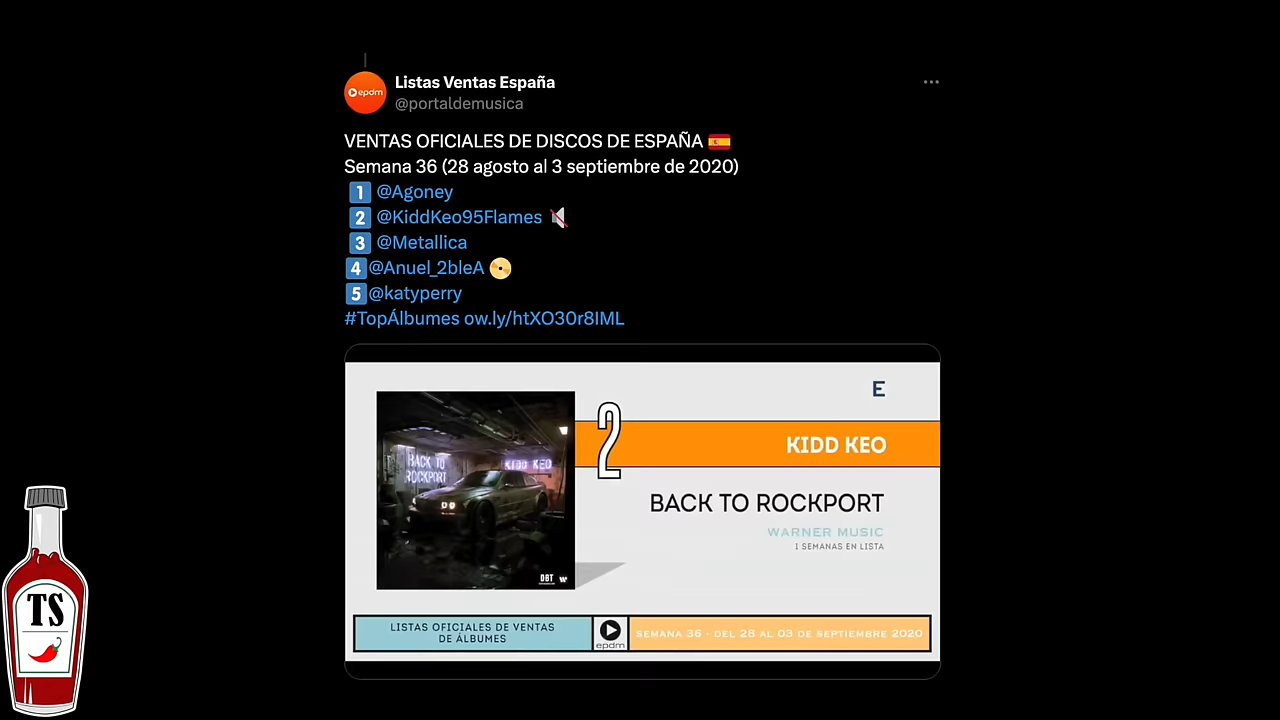 Listas Ventas España
epdm
@portaldemusica
VENTAS OFICIALES DE DISCOS DE ESPAÑA 🇪🇸
Semana 36 (28 agosto al 3 septiembre de 2020)
1️⃣ @Agoney
2️⃣ @KiddKeo95Flames 🔇
3️⃣ @Metallica
4️⃣@Anuel_2bleA 📀
5️⃣@katyperry
#TopÁlbumes ow.ly/htXO30r8IML
E
2
KIDD KEO
BACK TO
ROCKPORT
KIDD KEO
BACK TO ROCKPORT
WARNER MUSIC
1 SEMANAS EN LISTA
DBT
LISTAS OFICIALES DE VENTAS
DE ÁLBUMES
epdm
SEMANA 36 - DEL 28 AL 03 DE SEPTIEMBRE 2020
TS